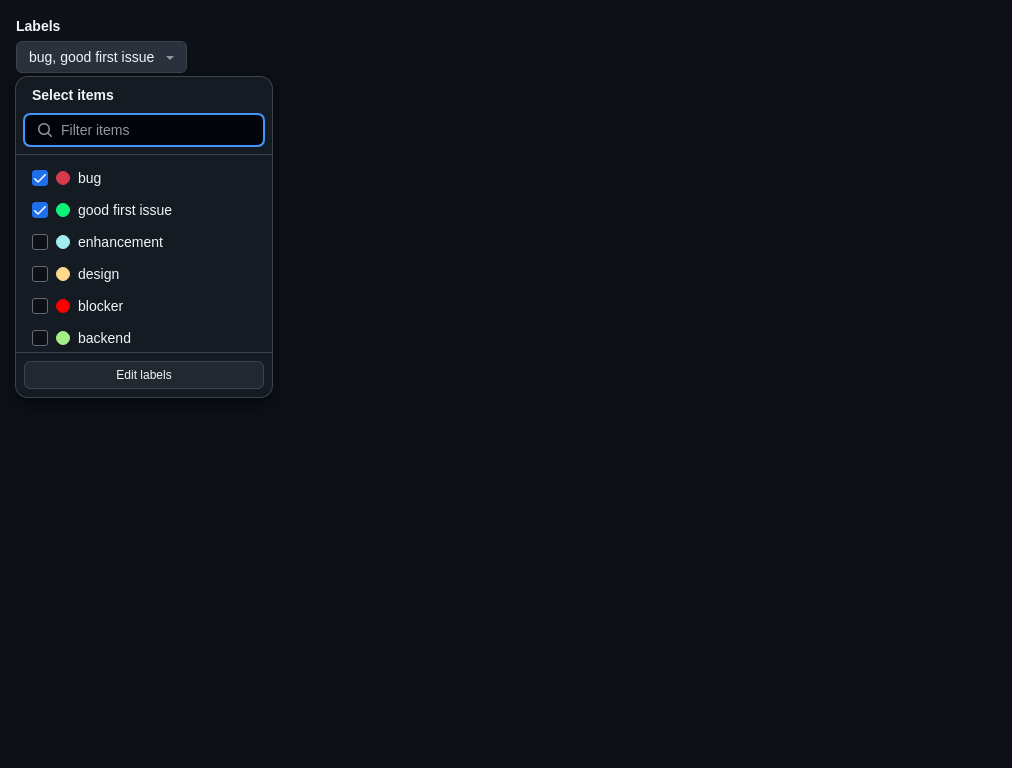 Labels
bug, good first issue
Select items
Filter items
bug
good first issue
enhancement
design
blocker
backend
Edit labels